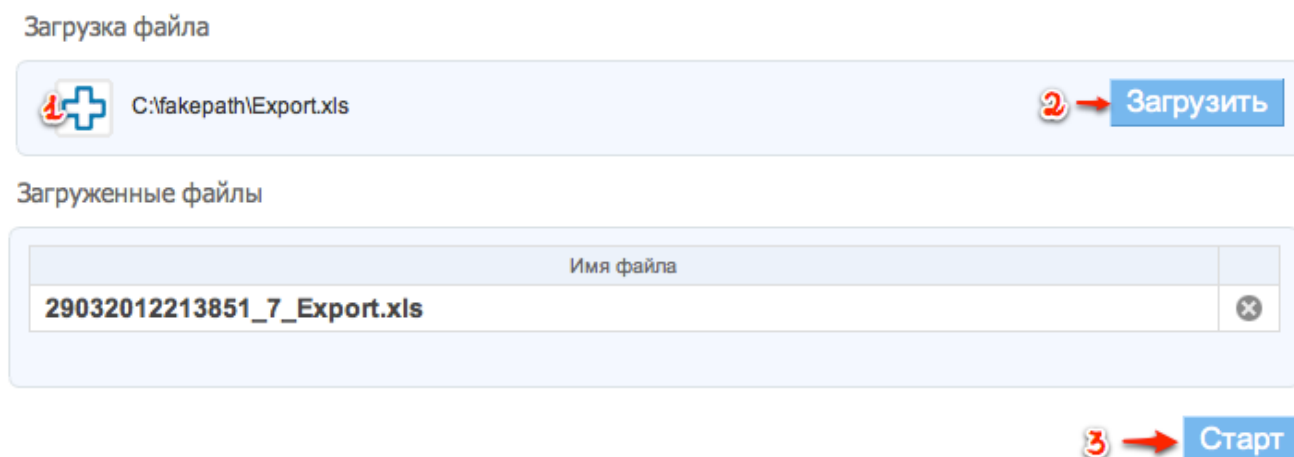 Загрузка файла
1 C:\fakepath\Export.xls 2 Загрузить
Загруженные файлы
Имя файла
29032012213851_7_Export.xls
3 Старт